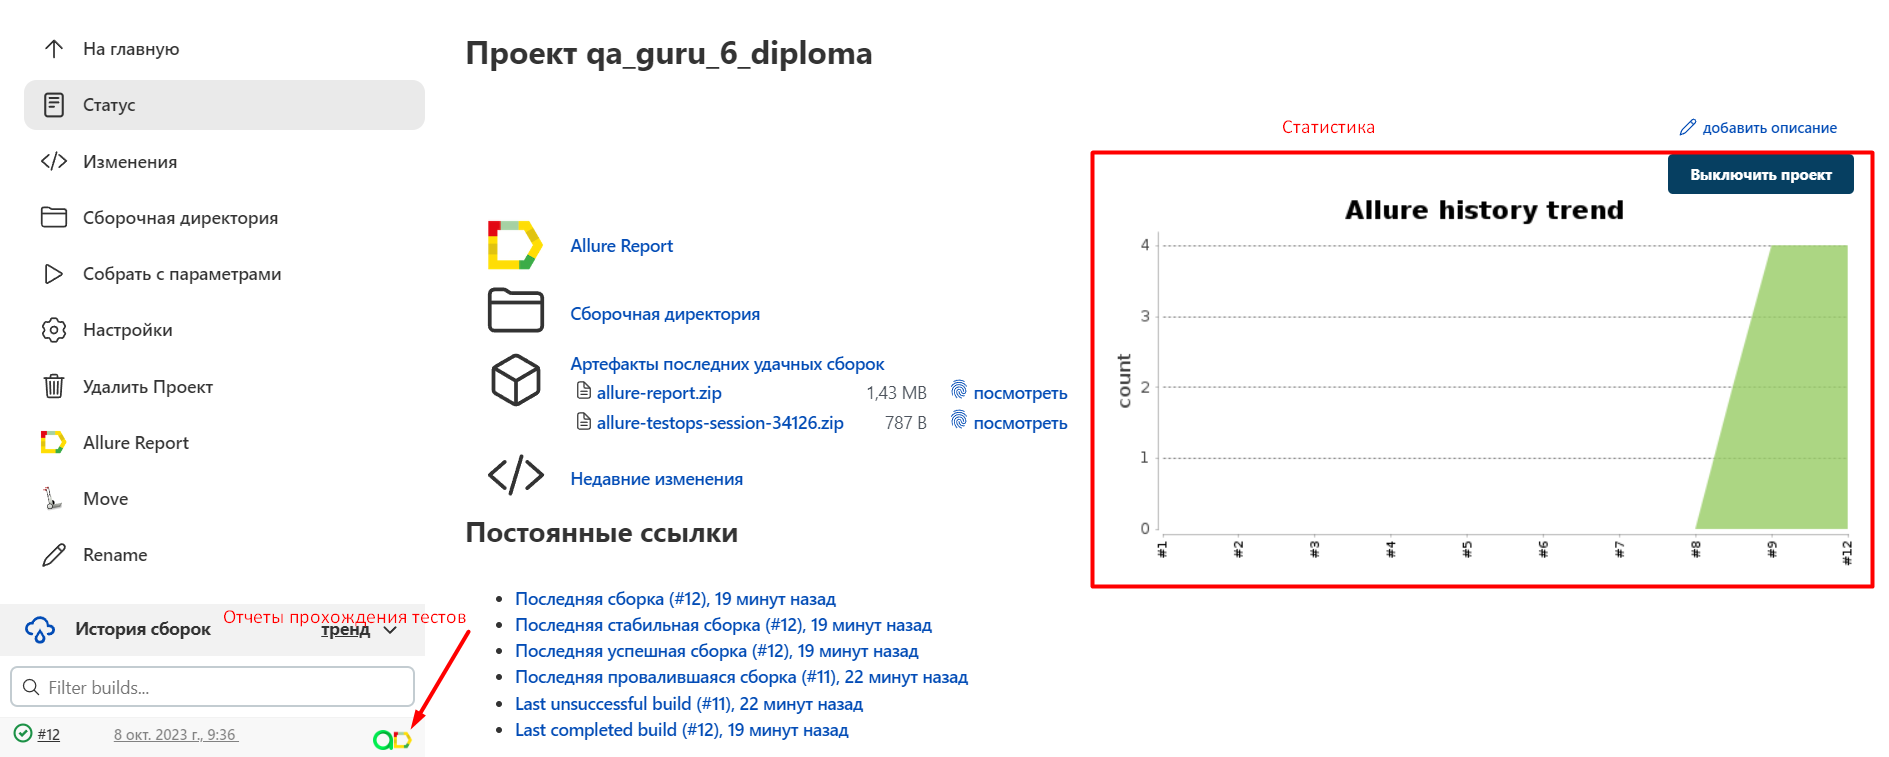 На главную
Статус
Изменения
Сборочная директория
Собрать с параметрами
Настройки
Удалить Проект
Allure Report
Move
Rename
История сборок
Отчеты прохождения тестов
тренд
Filter builds...
#12
8 окт. 2023 г., 9:36
Проект qa_guru_6_diploma
Статистика
добавить описание
Выключить проект
Allure Report
Сборочная директория
Артефакты последних удачных сборок
allure-report.zip 1,43 MB посмотреть
allure-testops-session-34126.zip 787 B посмотреть
Недавние изменения
Allure history trend
count
4
3
2
1
0
#1 #2 #3 #4 #5 #6 #7 #8 #9 #12
Постоянные ссылки
Последняя сборка (#12), 19 минут назад
Последняя стабильная сборка (#12), 19 минут назад
Последняя успешная сборка (#12), 19 минут назад
Последняя провалившаяся сборка (#11), 22 минут назад
Last unsuccessful build (#11), 22 минут назад
Last completed build (#12), 19 минут назад